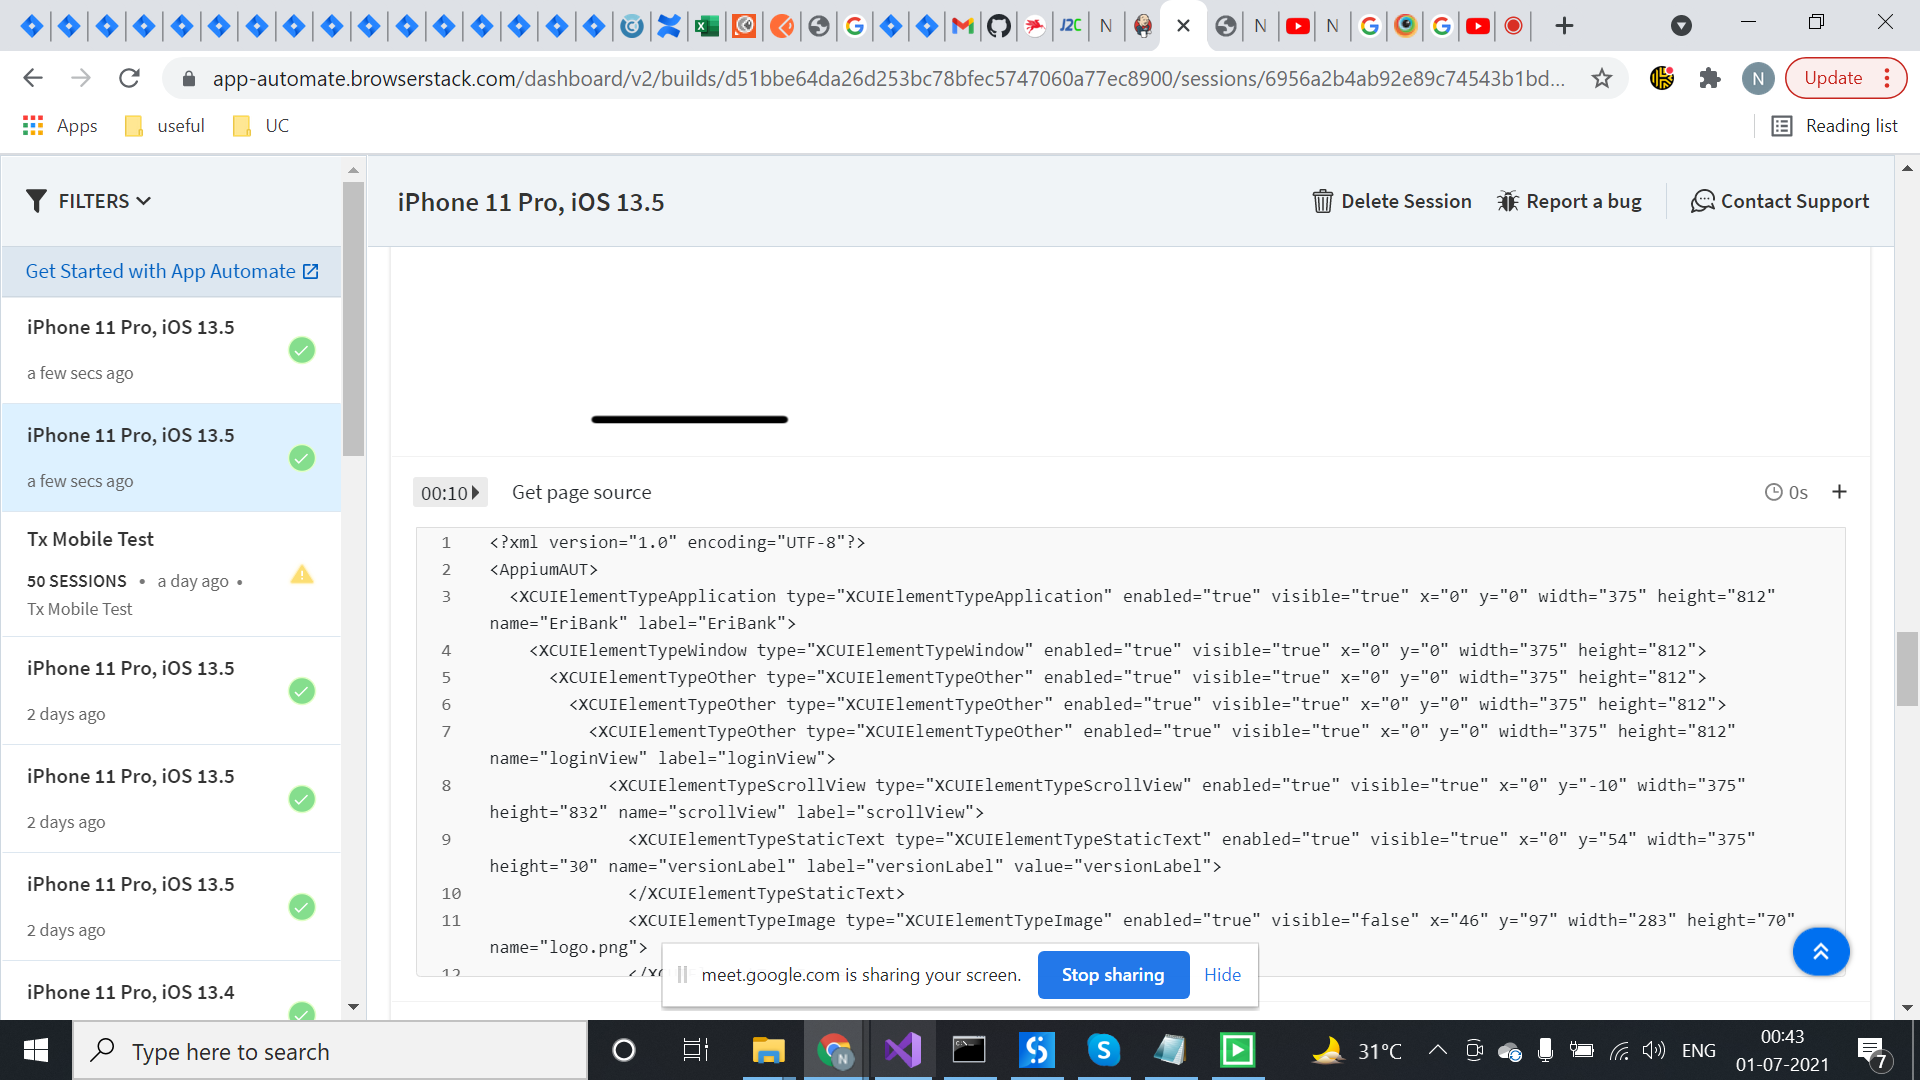 J2C N N N
app-automate.browserstack.com/dashboard/v2/builds/d51bbe64da26d253bc78bfec5747060a77ec8900/sessions/6956a2b4ab92e89c74543b1bd... N Update
Apps useful UC Reading list
FILTERS
iPhone 11 Pro, iOS 13.5 Delete Session Report a bug Contact Support
Get Started with App Automate
iPhone 11 Pro, iOS 13.5
a few secs ago
iPhone 11 Pro, iOS 13.5
a few secs ago
Tx Mobile Test
50 SESSIONS • a day ago •
Tx Mobile Test
iPhone 11 Pro, iOS 13.5
2 days ago
iPhone 11 Pro, iOS 13.5
2 days ago
iPhone 11 Pro, iOS 13.5
2 days ago
iPhone 11 Pro, iOS 13.4
00:10 Get page source 0s +
1 <?xml version="1.0" encoding="UTF-8"?>
2 <AppiumAUT>
3 <XCUIElementTypeApplication type="XCUIElementTypeApplication" enabled="true" visible="true" x="0" y="0" width="375" height="812"
name="EriBank" label="EriBank">
4 <XCUIElementTypeWindow type="XCUIElementTypeWindow" enabled="true" visible="true" x="0" y="0" width="375" height="812">
5 <XCUIElementTypeOther type="XCUIElementTypeOther" enabled="true" visible="true" x="0" y="0" width="375" height="812">
6 <XCUIElementTypeOther type="XCUIElementTypeOther" enabled="true" visible="true" x="0" y="0" width="375" height="812">
7 <XCUIElementTypeOther type="XCUIElementTypeOther" enabled="true" visible="true" x="0" y="0" width="375" height="812"
name="loginView" label="loginView">
8 <XCUIElementTypeScrollView type="XCUIElementTypeScrollView" enabled="true" visible="true" x="0" y="-10" width="375"
height="832" name="scrollView" label="scrollView">
9 <XCUIElementTypeStaticText type="XCUIElementTypeStaticText" enabled="true" visible="true" x="0" y="54" width="375"
height="30" name="versionLabel" label="versionLabel" value="versionLabel">
10 </XCUIElementTypeStaticText>
11 <XCUIElementTypeImage type="XCUIElementTypeImage" enabled="true" visible="false" x="46" y="97" width="283" height="70"
name="logo.png">
12
meet.google.com is sharing your screen. Stop sharing Hide
Type here to search
31°C ENG
00:43
01-07-2021
7